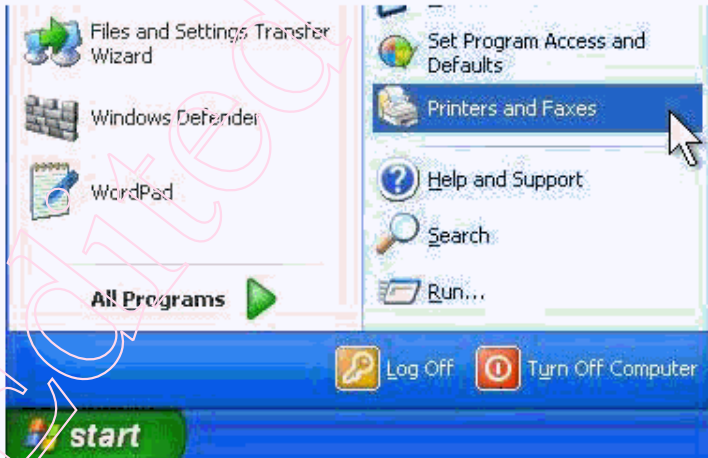 Files and Settings Transfer
Wizard
Windows Defender
WordPad
All Programs
Set Program Access and
Defaults
Printers and Faxes
Help and Support
Search
Run...
Log Off
Turn Off Computer
start
Edited